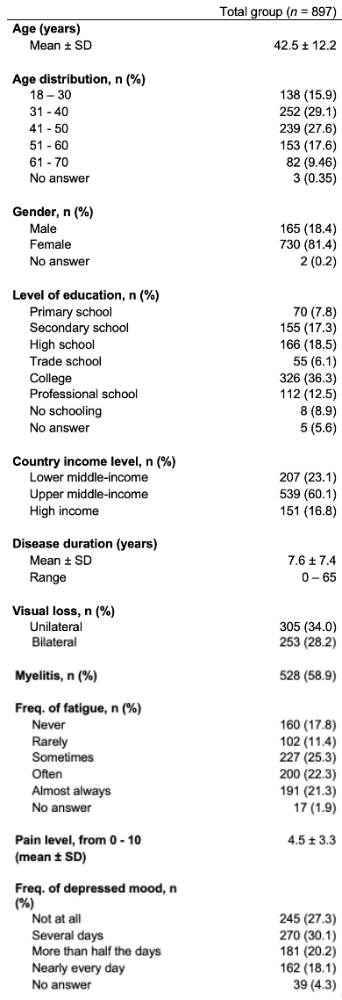 Total group (n = 897)
Age (years)
Mean ± SD 42.5 ± 12.2
Age distribution, n (%)
18 – 30 138 (15.9)
31 - 40 252 (29.1)
41 - 50 239 (27.6)
51 - 60 153 (17.6)
61 - 70 82 (9.46)
No answer 3 (0.35)
Gender, n (%)
Male 165 (18.4)
Female 730 (81.4)
No answer 2 (0.2)
Level of education, n (%)
Primary school 70 (7.8)
Secondary school 155 (17.3)
High school 166 (18.5)
Trade school 55 (6.1)
College 326 (36.3)
Professional school 112 (12.5)
No schooling 8 (8.9)
No answer 5 (5.6)
Country income level, n (%)
Lower middle-income 207 (23.1)
Upper middle-income 539 (60.1)
High income 151 (16.8)
Disease duration (years)
Mean ± SD 7.6 ± 7.4
Range 0 – 65
Visual loss, n (%)
Unilateral 305 (34.0)
Bilateral 253 (28.2)
Myelitis, n (%) 528 (58.9)
Freq. of fatigue, n (%)
Never 160 (17.8)
Rarely 102 (11.4)
Sometimes 227 (25.3)
Often 200 (22.3)
Almost always 191 (21.3)
No answer 17 (1.9)
Pain level, from 0 - 10 4.5 ± 3.3
(mean ± SD)
Freq. of depressed mood, n
(%)
Not at all 245 (27.3)
Several days 270 (30.1)
More than half the days 181 (20.2)
Nearly every day 162 (18.1)
No answer 39 (4.3)